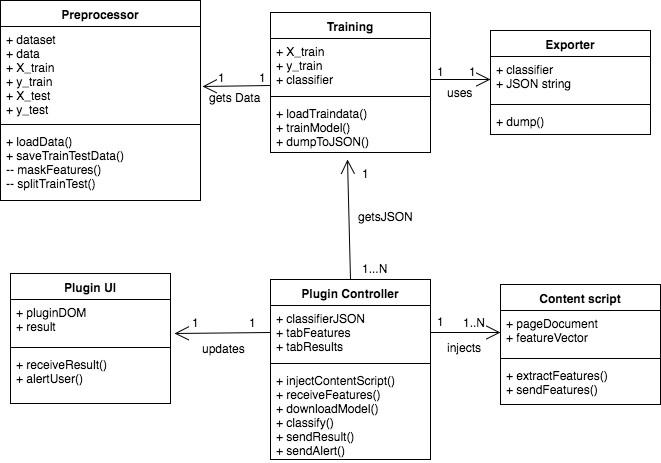 Preprocessor
+ dataset
+ data
+ X_train
+ y_train
+ X_test
+ y_test
+ loadData()
+ saveTrainTestData()
-- maskFeatures()
-- splitTrainTest()
1 1
gets Data
Training
+ X_train
+ y_train
+ classifier
+ loadTraindata()
+ trainModel()
+ dumpToJSON()
1 1
uses
Exporter
+ classifier
+ JSON string
+ dump()
1
getsJSON
1...N
Plugin UI
+ pluginDOM
+ result
+ receiveResult()
+ alertUser()
1 1
updates
Plugin Controller
+ classifierJSON
+ tabFeatures
+ tabResults
+ injectContentScript()
+ receiveFeatures()
+ downloadModel()
+ classify()
+ sendResult()
+ sendAlert()
1 1..N
injects
Content script
+ pageDocument
+ featureVector
+ extractFeatures()
+ sendFeatures()